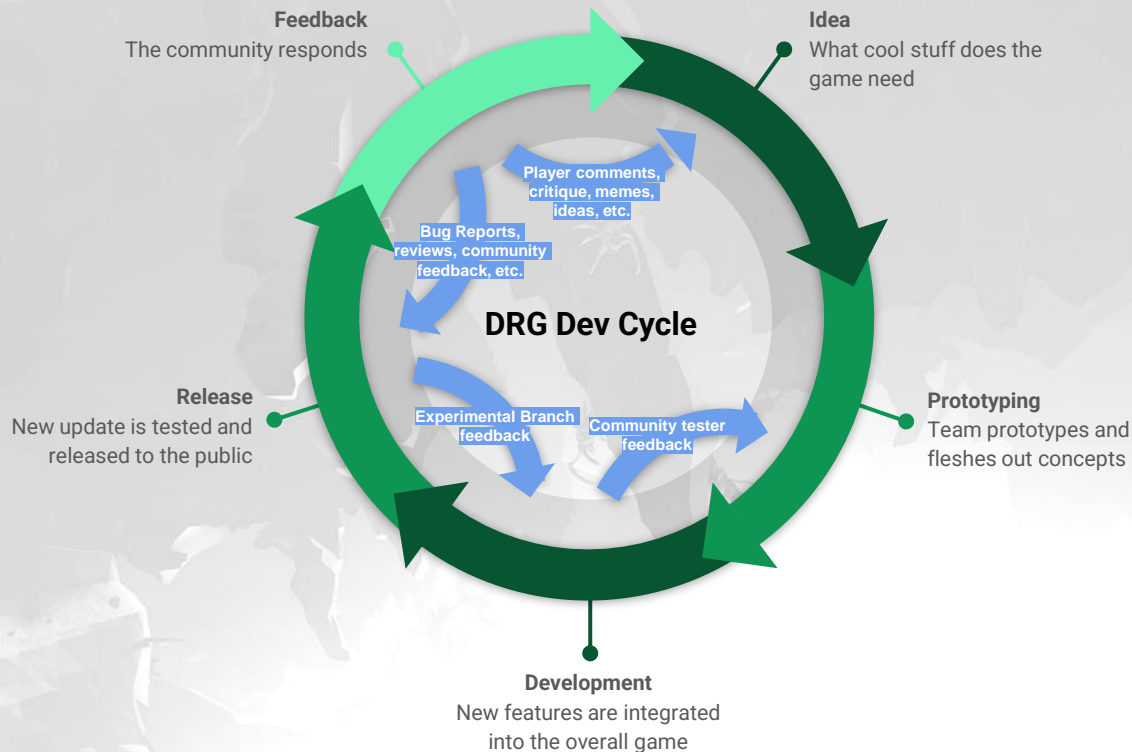 Feedback
The community responds
Idea
What cool stuff does the
game need
Player comments,
critique, memes,
ideas, etc.
Bug Reports,
reviews, community
feedback, etc.
DRG Dev Cycle
Experimental Branch
feedback
Community tester
feedback
Release
New update is tested and
released to the public
Prototyping
Team prototypes and
fleshes out concepts
Development
New features are integrated
into the overall game